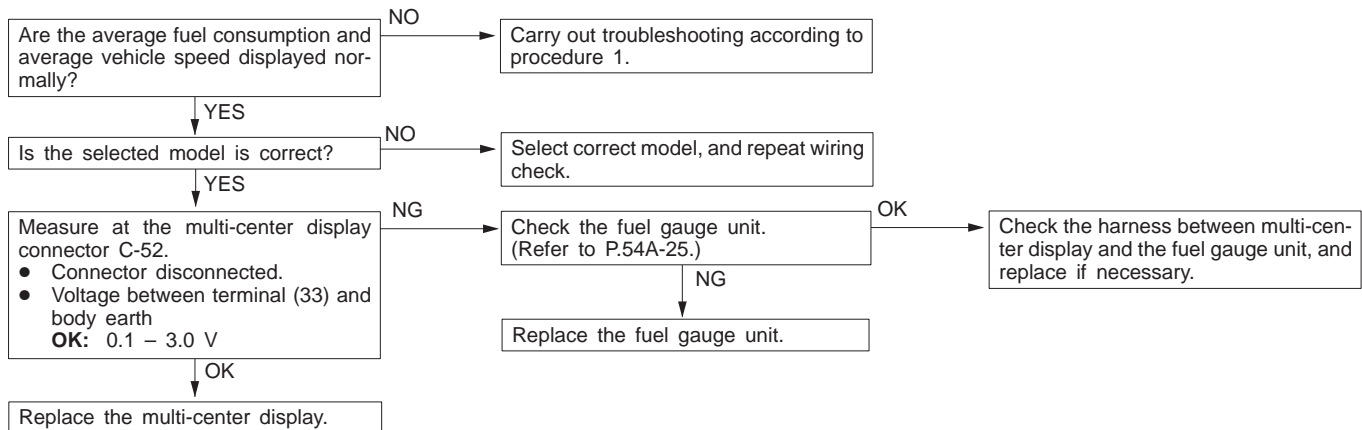 Are the average fuel consumption and
average vehicle speed displayed nor-
mally?
NO
Carry out troubleshooting according to
procedure 1.
YES
Is the selected model is correct?
NO
Select correct model, and repeat wiring
check.
YES
Measure at the multi-center display
connector C-52.
● Connector disconnected.
● Voltage between terminal (33) and
body earth
OK: 0.1 – 3.0 V
NG
Check the fuel gauge unit.
(Refer to P.54A-25.)
OK
Check the harness between multi-cen-
ter display and the fuel gauge unit, and
replace if necessary.
NG
Replace the fuel gauge unit.
OK
Replace the multi-center display.